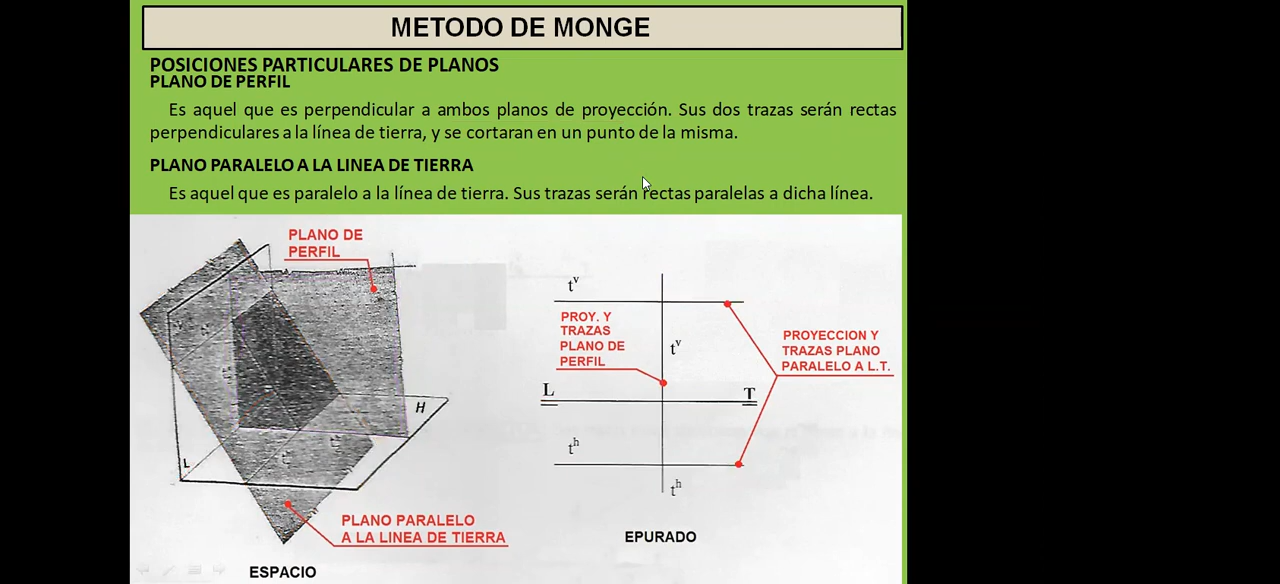 METODO DE MONGE
POSICIONES PARTICULARES DE PLANOS
PLANO DE PERFIL
Es aquel que es perpendicular a ambos planos de proyección. Sus dos trazas serán rectas
perpendiculares a la línea de tierra, y se cortaran en un punto de la misma.
PLANO PARALELO A LA LINEA DE TIERRA
Es aquel que es paralelo a la línea de tierra. Sus trazas serán rectas paralelas a dicha línea.
PLANO DE
PERFIL
H
L
PLANO PARALELO
A LA LINEA DE TIERRA
ESPACIO
tᵛ
PROY. Y
TRAZAS
PLANO DE
PERFIL
tᵛ
L
T
tʰ
tʰ
PROYECCION Y
TRAZAS PLANO
PARALELO A L.T.
EPURADO